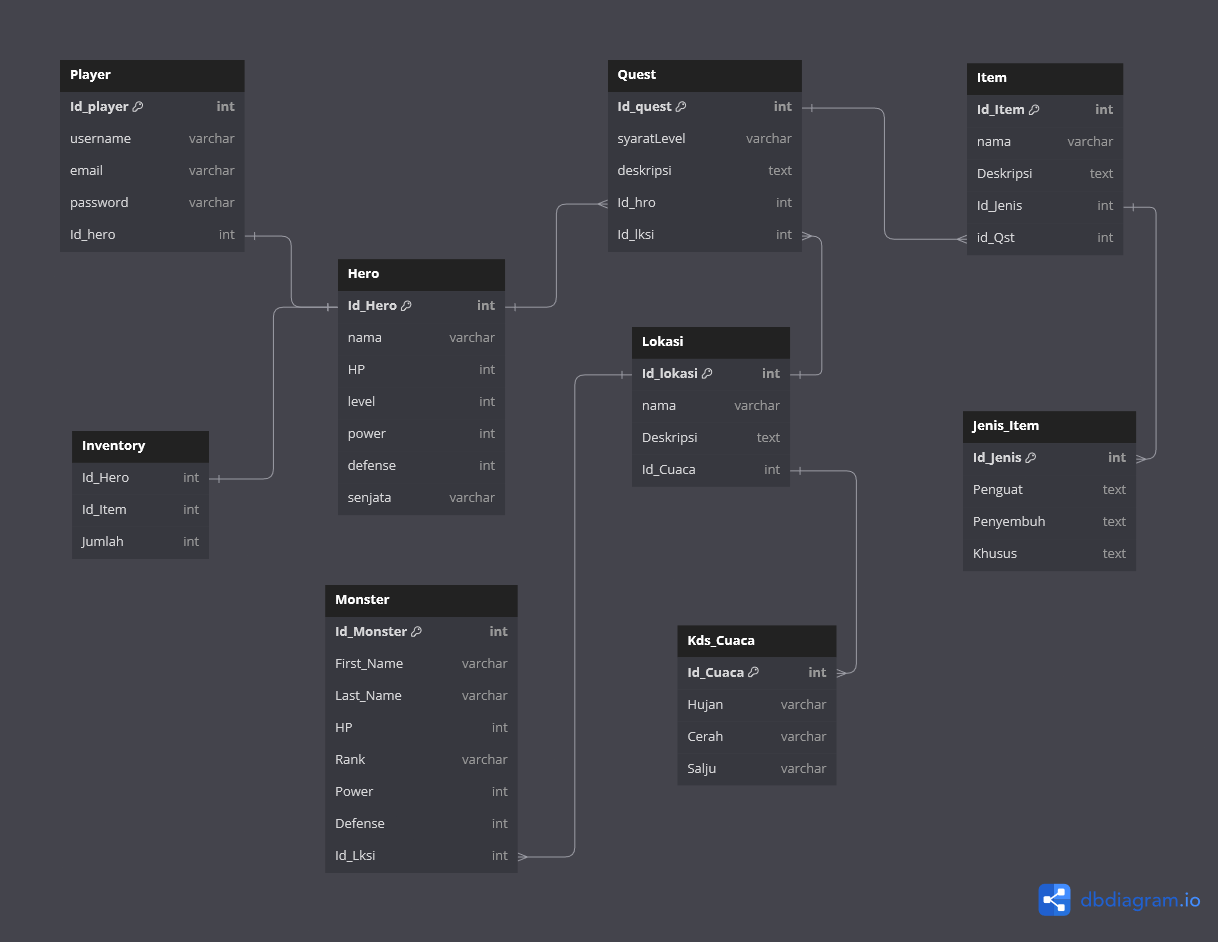 Player
Id_player int
username varchar
email varchar
password varchar
Id_hero int
Quest
Id_quest int
syaratLevel varchar
deskripsi text
Id_hro int
Id_lksi int
Item
Id_Item int
nama varchar
Deskripsi text
Id_Jenis int
id_Qst int
Hero
Id_Hero int
nama varchar
HP int
level int
power int
defense int
senjata varchar
Lokasi
Id_lokasi int
nama varchar
Deskripsi text
Id_Cuaca int
Inventory
Id_Hero int
Id_Item int
Jumlah int
Jenis_Item
Id_Jenis int
Penguat text
Penyembuh text
Khusus text
Monster
Id_Monster int
First_Name varchar
Last_Name varchar
HP int
Rank varchar
Power int
Defense int
Id_Lksi int
Kds_Cuaca
Id_Cuaca int
Hujan varchar
Cerah varchar
Salju varchar
dbdiagram.io